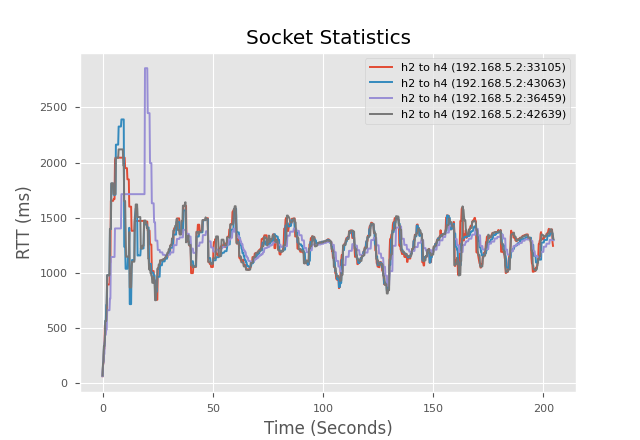 Socket Statistics
h2 to h4 (192.168.5.2:33105)
h2 to h4 (192.168.5.2:43063)
h2 to h4 (192.168.5.2:36459)
h2 to h4 (192.168.5.2:42639)
RTT (ms)
2500
2000
1500
1000
500
0
0 50 100 150 200
Time (Seconds)